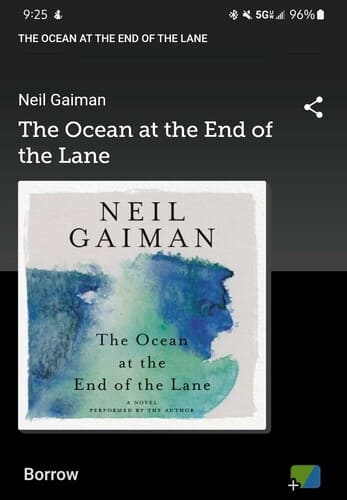 9:25 5G 96%
THE OCEAN AT THE END OF THE LANE
Neil Gaiman
The Ocean at the End of
the Lane
NEIL
GAIMAN
The Ocean
at the
End of the Lane
A NOVEL
PERFORMED BY THE AUTHOR
Borrow